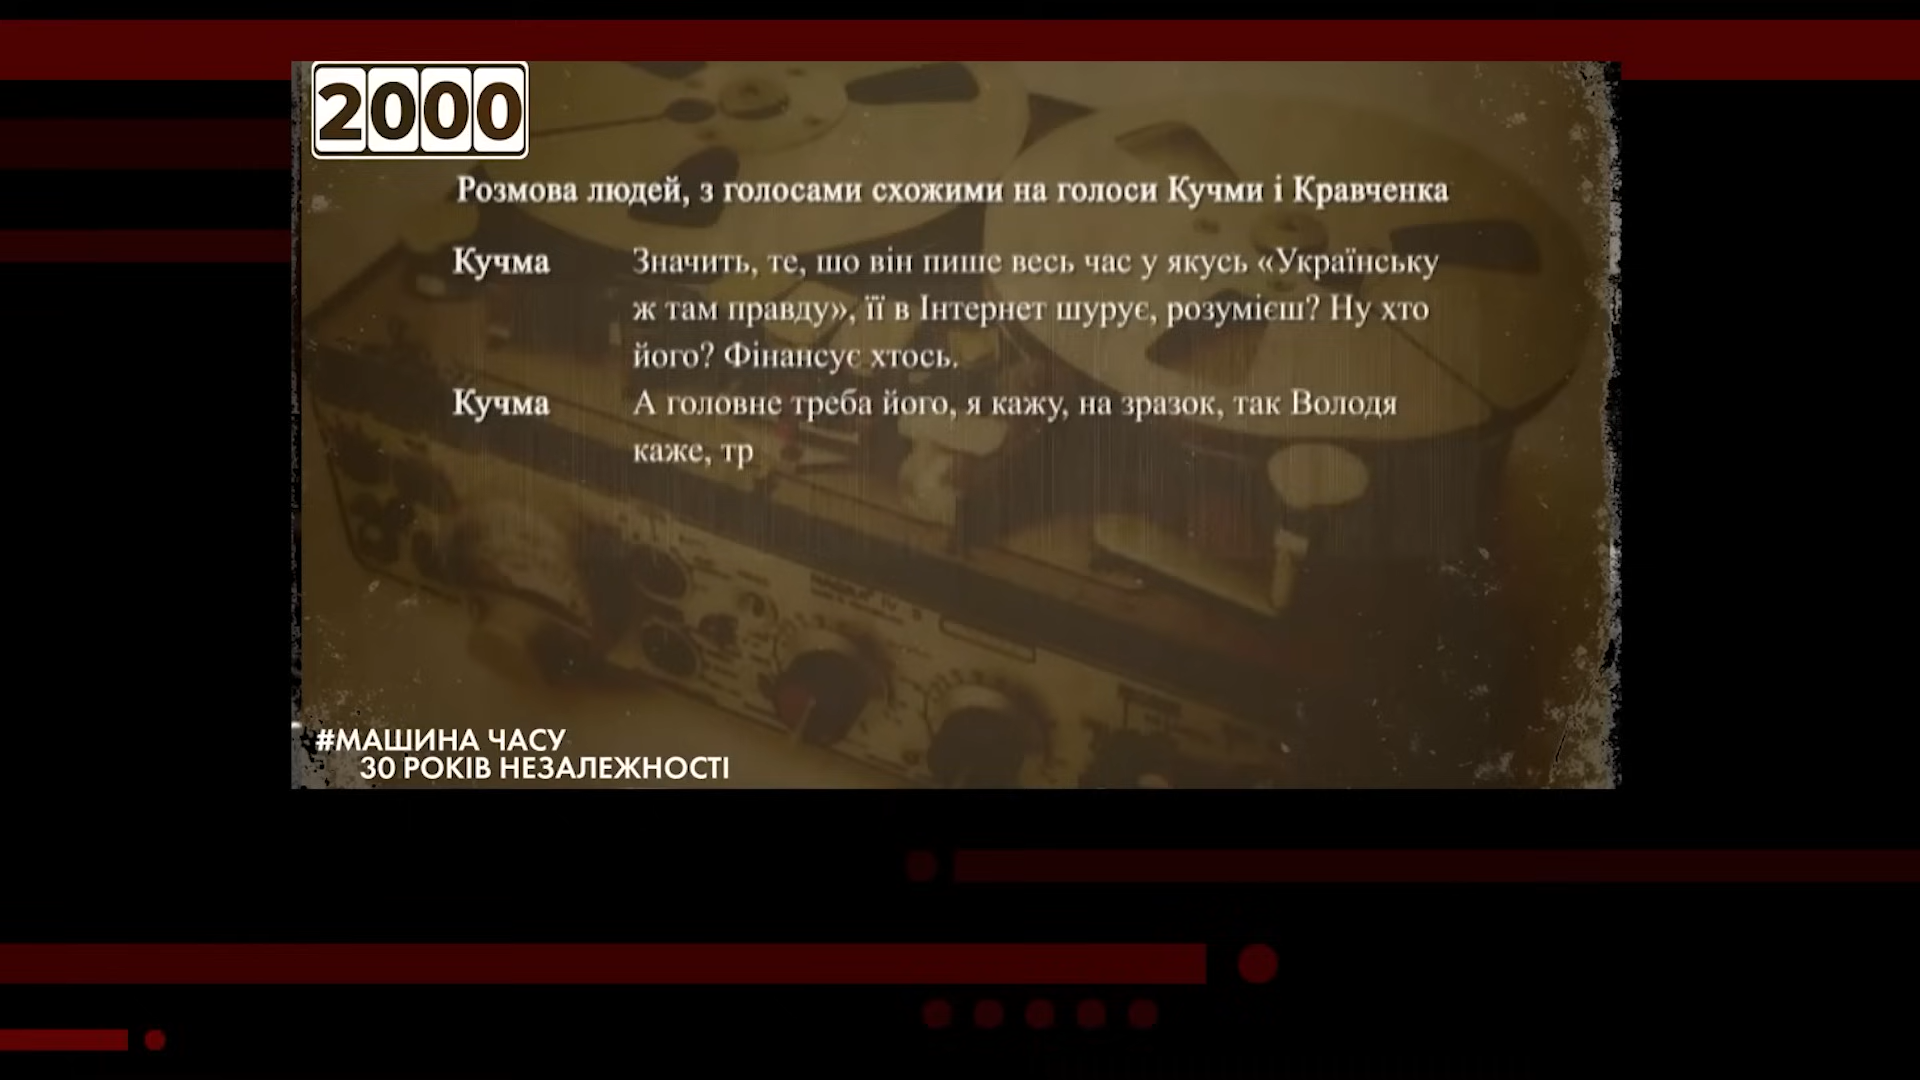 2000
Розмова людей, з голосами схожими на голоси Кучми і Кравченка
Кучма Значить, те, шо він пише весь час у якусь «Українську
ж там правду», її в Інтернет шурує, розумієш? Ну хто
його? Фінансує хтось.
Кучма А головне треба його, я кажу, на зразок, так Володя
каже, тр
#МАШИНА ЧАСУ
30 РОКІВ НЕЗАЛЕЖНОСТІ